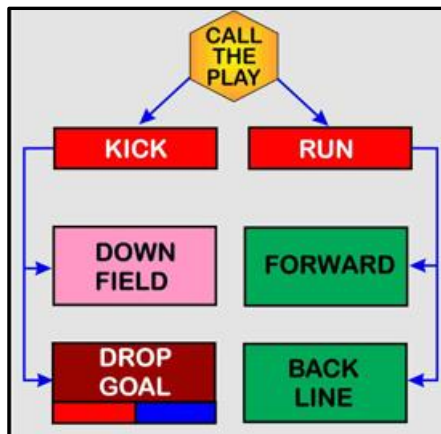 CALL
THE
PLAY
KICK
RUN
DOWN
FIELD
FORWARD
DROP
GOAL
BACK
LINE